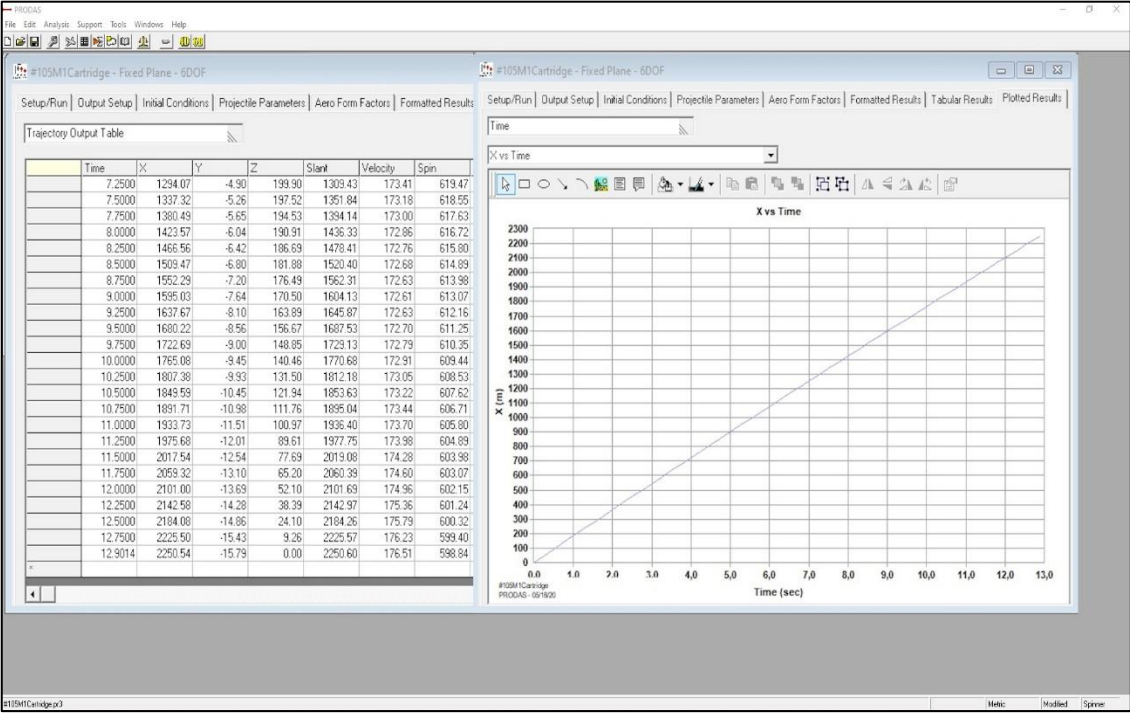 PRODAS
File Edit Analysis Support Tools Windows Help
#105M1Cartridge - Fixed Plane - 6DOF
Setup/Run Output Setup Initial Conditions Projectile Parameters Aero Form Factors Formatted Results
Trajectory Output Table
Time X Y Z Slant Velocity Spin
7.2500 1294.07 -4.90 199.90 1309.43 173.41 619.47
7.5000 1337.32 -5.26 197.52 1351.84 173.18 618.55
7.7500 1380.49 -5.65 194.53 1394.14 173.00 617.63
8.0000 1423.57 -6.04 190.91 1436.33 172.86 616.72
8.2500 1466.56 -6.42 186.69 1478.41 172.76 615.80
8.5000 1509.47 -6.80 181.88 1520.40 172.68 614.89
8.7500 1552.29 -7.20 176.49 1562.31 172.63 613.98
9.0000 1595.03 -7.64 170.50 1604.13 172.61 613.07
9.2500 1637.67 -8.10 163.89 1645.87 172.63 612.16
9.5000 1680.22 -8.56 156.67 1687.53 172.70 611.25
9.7500 1722.69 -9.00 148.85 1729.13 172.79 610.35
10.0000 1765.08 -9.45 140.46 1770.68 172.91 609.44
10.2500 1807.38 -9.93 131.50 1812.18 173.05 608.53
10.5000 1849.59 -10.45 121.94 1853.63 173.22 607.62
10.7500 1891.71 -10.98 111.76 1895.04 173.44 606.71
11.0000 1933.73 -11.51 100.97 1936.40 173.70 605.80
11.2500 1975.68 -12.01 89.61 1977.75 173.98 604.89
11.5000 2017.54 -12.54 77.69 2019.08 174.28 603.98
11.7500 2059.32 -13.10 65.20 2060.39 174.60 603.07
12.0000 2101.00 -13.69 52.10 2101.69 174.96 602.15
12.2500 2142.58 -14.28 38.39 2142.97 175.36 601.24
12.5000 2184.08 -14.86 24.10 2184.26 175.79 600.32
12.7500 2225.50 -15.43 9.26 2225.57 176.23 599.40
12.9014 2250.54 -15.79 0.00 2250.60 176.51 598.84
#105M1Cartridge - Fixed Plane - 6DOF
Setup/Run Output Setup Initial Conditions Projectile Parameters Aero Form Factors Formatted Results Tabular Results Plotted Results
Time
X vs Time
X vs Time
2300
2200
2100
2000
1900
1800
1700
1600
1500
1400
1300
1200
1100
1000
900
800
700
600
500
400
300
200
100
0
X (m)
0.0 1.0 2.0 3.0 4,0 5,0 6,0 7,0 8,0 9,0 10,0 11,0 12,0 13,0
Time (sec)
#105M1Cartridge
PRODAS - 05/18/20
#105M1Cartridge.pr3
Metric Modified Spinner